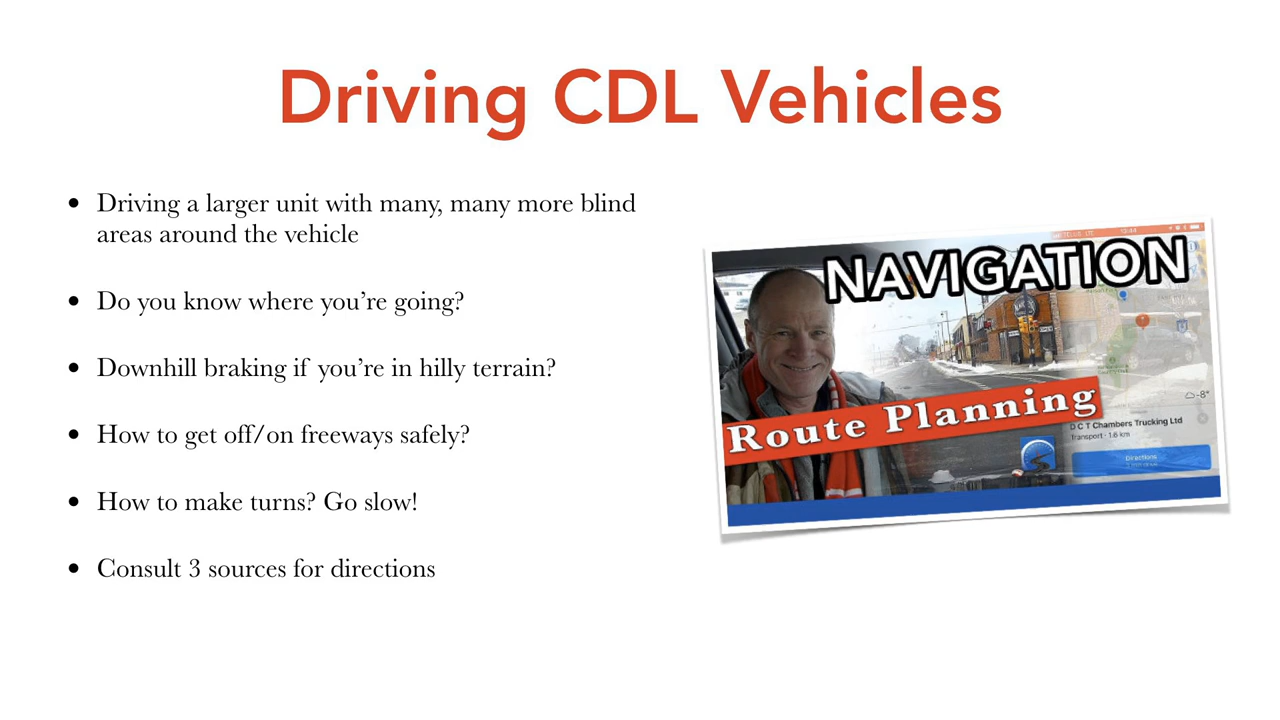 Driving CDL Vehicles
• Driving a larger unit with many, many more blind
areas around the vehicle
• Do you know where you’re going?
• Downhill braking if you’re in hilly terrain?
• How to get off/on freeways safely?
• How to make turns? Go slow!
• Consult 3 sources for directions
NAVIGATION
Route Planning
12:44
-8°
D C T Chambers Trucking Ltd
Transport · 1.6 km
Directions